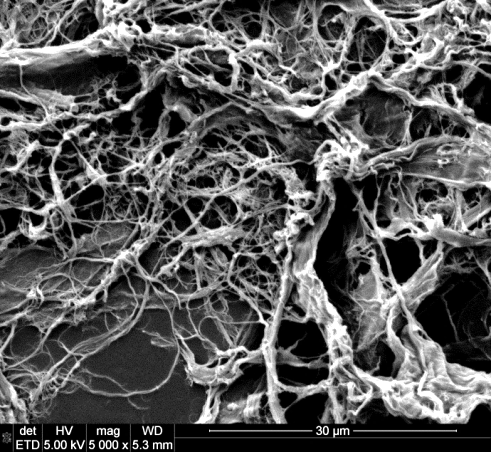 det HV mag WD 30 µm
ETD 5.00 kV 5 000 x 5.3 mm